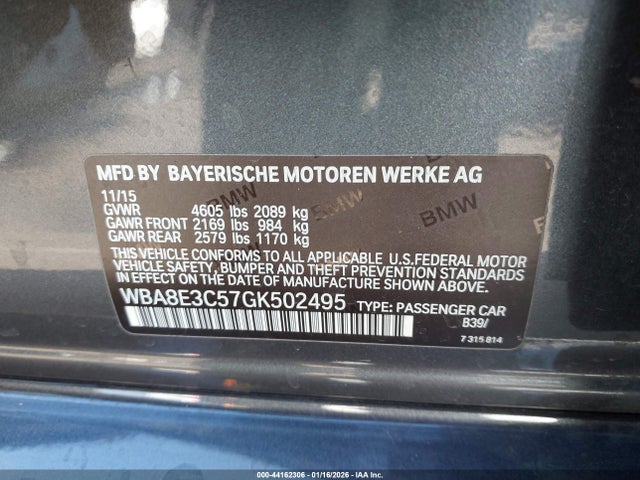 MFD BY BAYERISCHE MOTOREN WERKE AG
11/15
GVWR 4605 lbs 2089 kg
GAWR FRONT 2169 lbs 984 kg
GAWR REAR 2579 lbs 1170 kg
THIS VEHICLE CONFORMS TO ALL APPLICABLE U.S.FEDERAL MOTOR
VEHICLE SAFETY, BUMPER AND THEFT PREVENTION STANDARDS
IN EFFECT ON THE DATE OF MANUFACTURE SHOWN ABOVE.
WBA8E3C57GK502495 TYPE: PASSENGER CAR
B39/
7 315 814
BMW
BMW
BMW
000-44162306 - 01/16/2026 - IAA Inc.